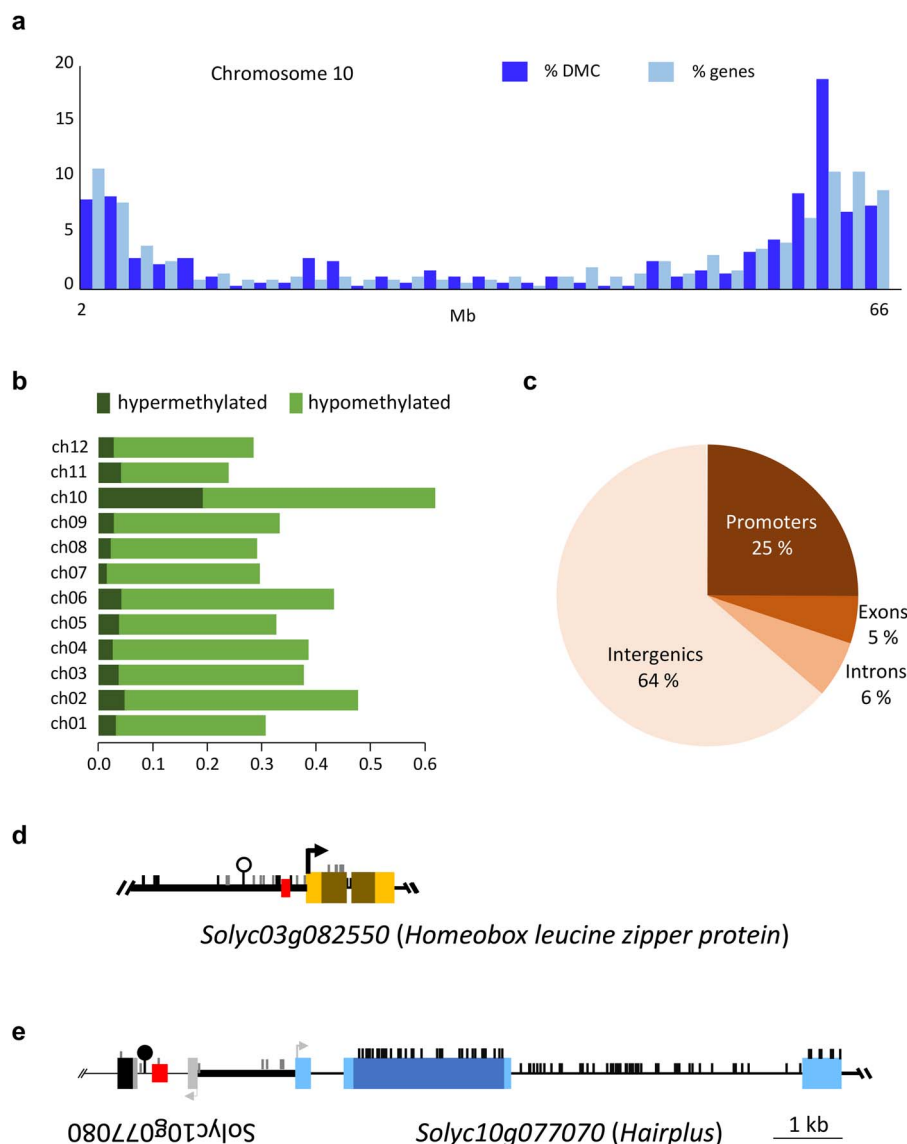 a
Chromosome 10
% DMC
% genes
20
15
10
5
0
2
66
Mb
b
hypermethylated
hypomethylated
ch12
ch11
ch10
ch09
ch08
ch07
ch06
ch05
ch04
ch03
ch02
ch01
0.0 0.1 0.2 0.3 0.4 0.5 0.6
c
Promoters
25 %
Exons
5 %
Introns
6 %
Intergenics
64 %
d
Solyc03g082550 (Homeobox leucine zipper protein)
e
Solyc10g077080
Solyc10g077070 (Hairplus)
1 kb